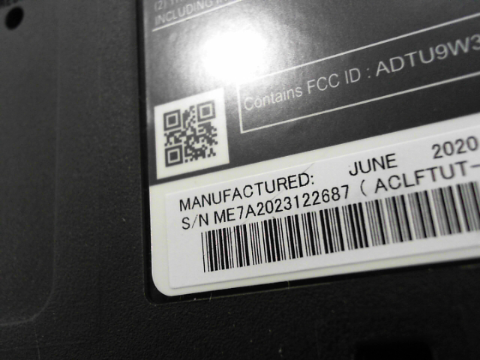 INCLUDING
Contains FCC ID : ADTU9W3
MANUFACTURED: JUNE 2020
S/N ME7A2023122687 ( ACLFTUT-